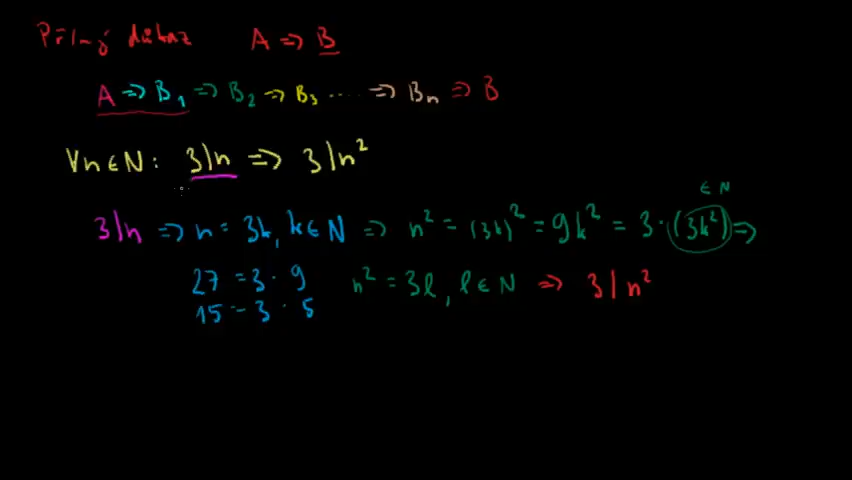 Přímý důkaz A => B
A => B₁ => B₂ => B₃ ..... => Bₙ => B
∀n ∈ N: 3|n => 3|n²
∈ N
3|n => n = 3k, k ∈ N => n² = (3k)² = 9k² = 3·(3k²) =>
27 = 3 · 9 n² = 3l, l ∈ N => 3|n²
15 = 3 · 5